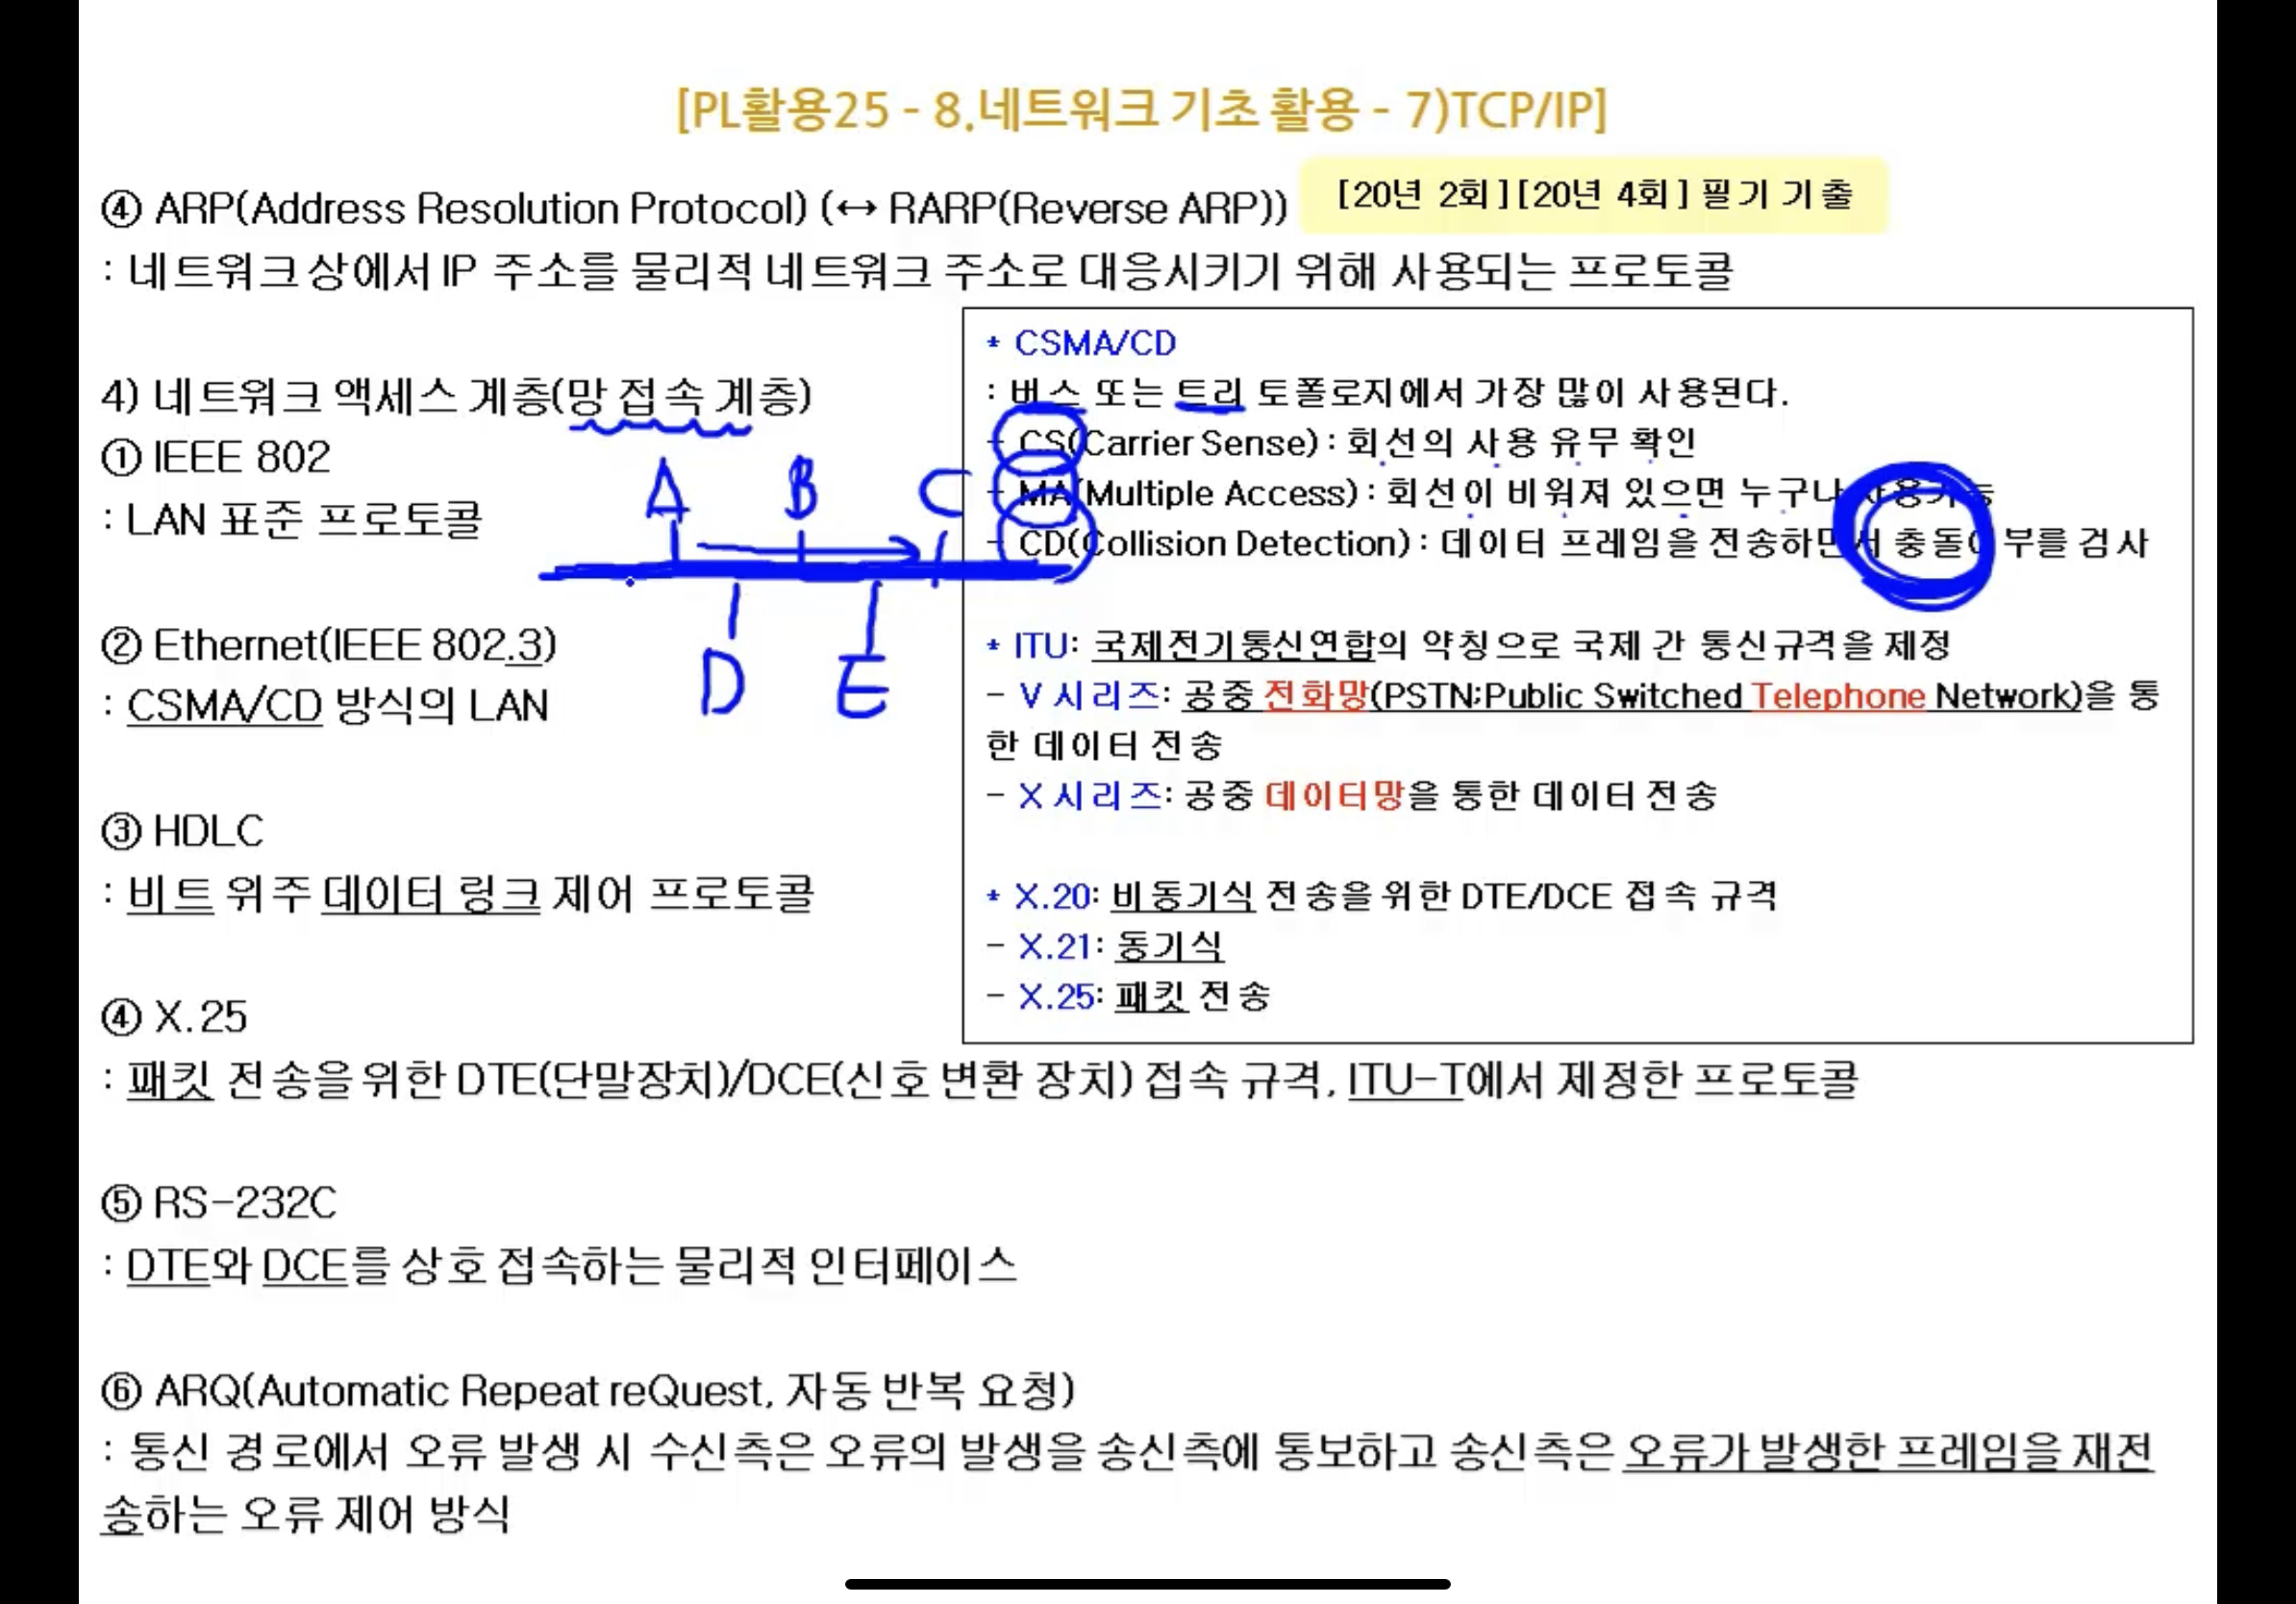 [PL활용25 - 8.네트워크 기초 활용 - 7)TCP/IP]
④ ARP(Address Resolution Protocol) (↔ RARP(Reverse ARP))
[20년 2회][20년 4회] 필기 기출
: 네트워크상에서 IP 주소를 물리적 네트워크 주소로 대응시키기 위해 사용되는 프로토콜
4) 네트워크 액세스 계층(망 접속 계층)
① IEEE 802
: LAN 표준 프로토콜
A B C
D E
② Ethernet(IEEE 802.3)
: CSMA/CD 방식의 LAN
③ HDLC
: 비트 위주 데이터 링크 제어 프로토콜
④ X.25
* CSMA/CD
: 버스 또는 트리 토폴로지에서 가장 많이 사용된다.
- CS(Carrier Sense) : 회선의 사용 유무 확인
- MA(Multiple Access) : 회선이 비워져 있으면 누구나 사용가능
- CD(Collision Detection) : 데이터 프레임을 전송하면서 충돌여부를 검사
* ITU: 국제전기통신연합의 약칭으로 국제 간 통신규격을 제정
- V 시리즈: 공중 전화망(PSTN;Public Switched Telephone Network)을 통
한 데이터 전송
- X 시리즈: 공중 데이터망을 통한 데이터 전송
* X.20: 비동기식 전송을 위한 DTE/DCE 접속 규격
- X.21: 동기식
- X.25: 패킷 전송
: 패킷 전송을 위한 DTE(단말장치)/DCE(신호 변환 장치) 접속 규격, ITU-T에서 제정한 프로토콜
⑤ RS-232C
: DTE와 DCE를 상호 접속하는 물리적 인터페이스
⑥ ARQ(Automatic Repeat reQuest, 자동 반복 요청)
: 통신 경로에서 오류 발생 시 수신측은 오류의 발생을 송신측에 통보하고 송신측은 오류가 발생한 프레임을 재전
송하는 오류 제어 방식